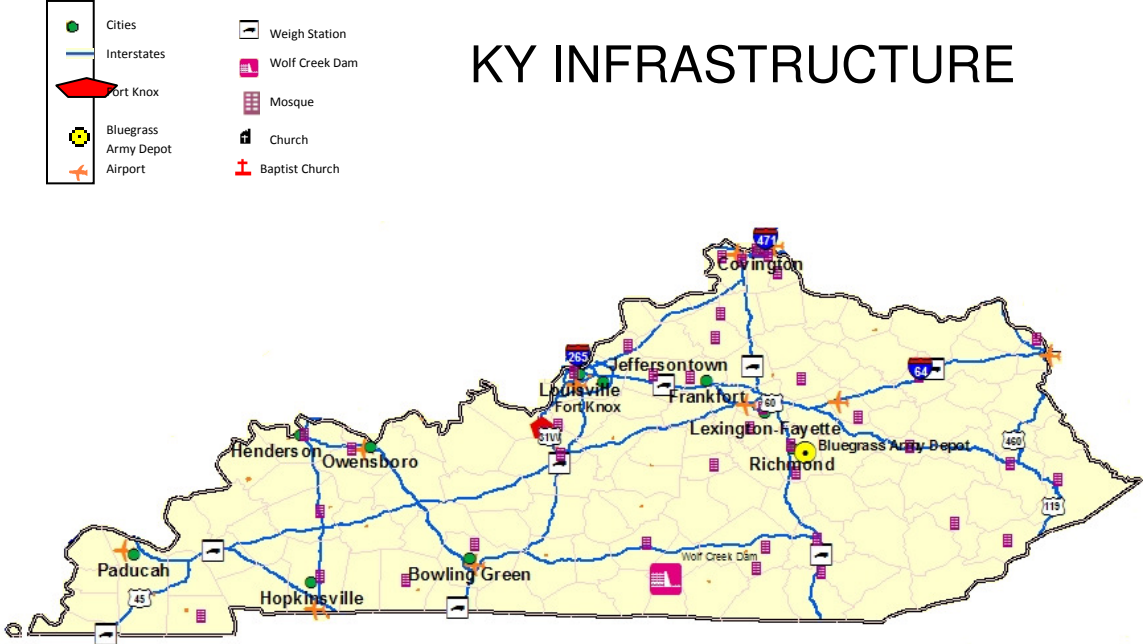 KY INFRASTRUCTURE
Cities
Interstates
Fort Knox
Bluegrass
Army Depot
Airport
Weigh Station
Wolf Creek Dam
Mosque
Church
Baptist Church
471
Covington
265
Jeffersontown
64
Louisville
Fort Knox
Frankfort
60
Lexington-Fayette
31W
Bluegrass Army Depot
460
Henderson
Owensboro
Richmond
119
Wolf Creek Dam
Paducah
Bowling Green
45
Hopkinsville